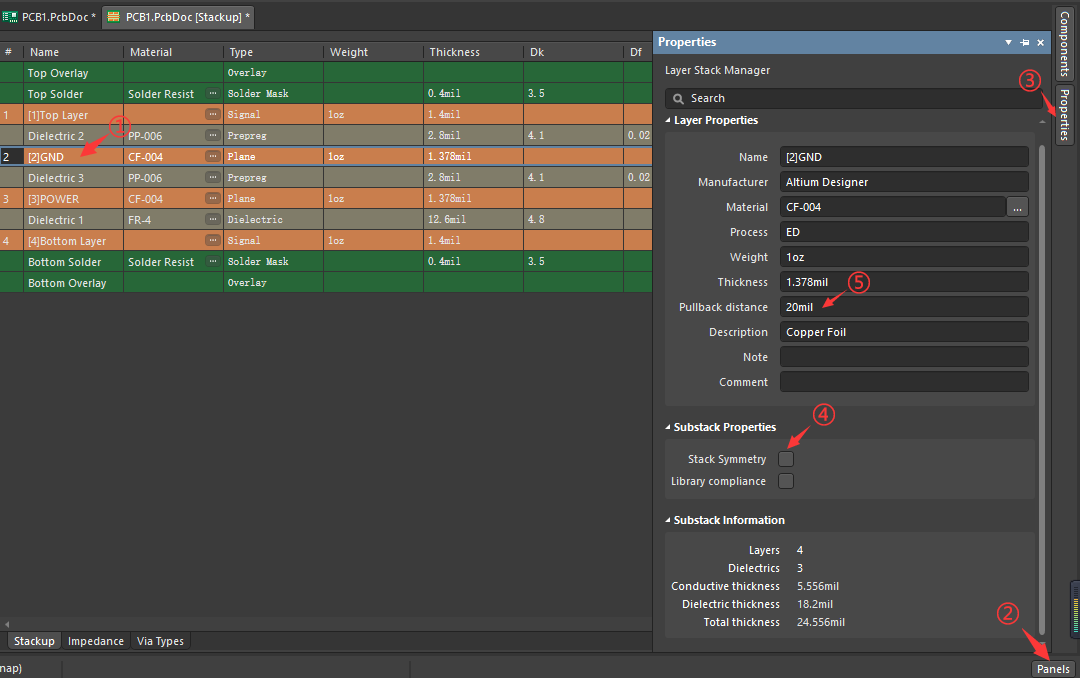 PCB1.PcbDoc * PCB1.PcbDoc [Stackup] *
# Name Material Type Weight Thickness Dk Df
Top Overlay Overlay
Top Solder Solder Resist ... Solder Mask 0.4mil 3.5
1 [1]Top Layer ... Signal 1oz 1.4mil
Dielectric 2 PP-006 ... Prepreg 2.8mil 4.1 0.02
①
2 [2]GND CF-004 ... Plane 1oz 1.378mil
Dielectric 3 PP-006 ... Prepreg 2.8mil 4.1 0.02
3 [3]POWER CF-004 ... Plane 1oz 1.378mil
Dielectric 1 FR-4 ... Dielectric 12.6mil 4.8
4 [4]Bottom Layer ... Signal 1oz 1.4mil
Bottom Solder Solder Resist ... Solder Mask 0.4mil 3.5
Bottom Overlay Overlay
Stackup Impedance Via Types
nap)
Properties
Layer Stack Manager
Search
Layer Properties
Name [2]GND
Manufacturer Altium Designer
Material CF-004 ...
Process ED
Weight 1oz
Thickness 1.378mil ⑤
Pullback distance 20mil
Description Copper Foil
Note
Comment
④
Substack Properties
Stack Symmetry
Library compliance
Substack Information
Layers 4
Dielectrics 3
Conductive thickness 5.556mil
Dielectric thickness 18.2mil
Total thickness 24.556mil
②
Panels
Components
③
Properties